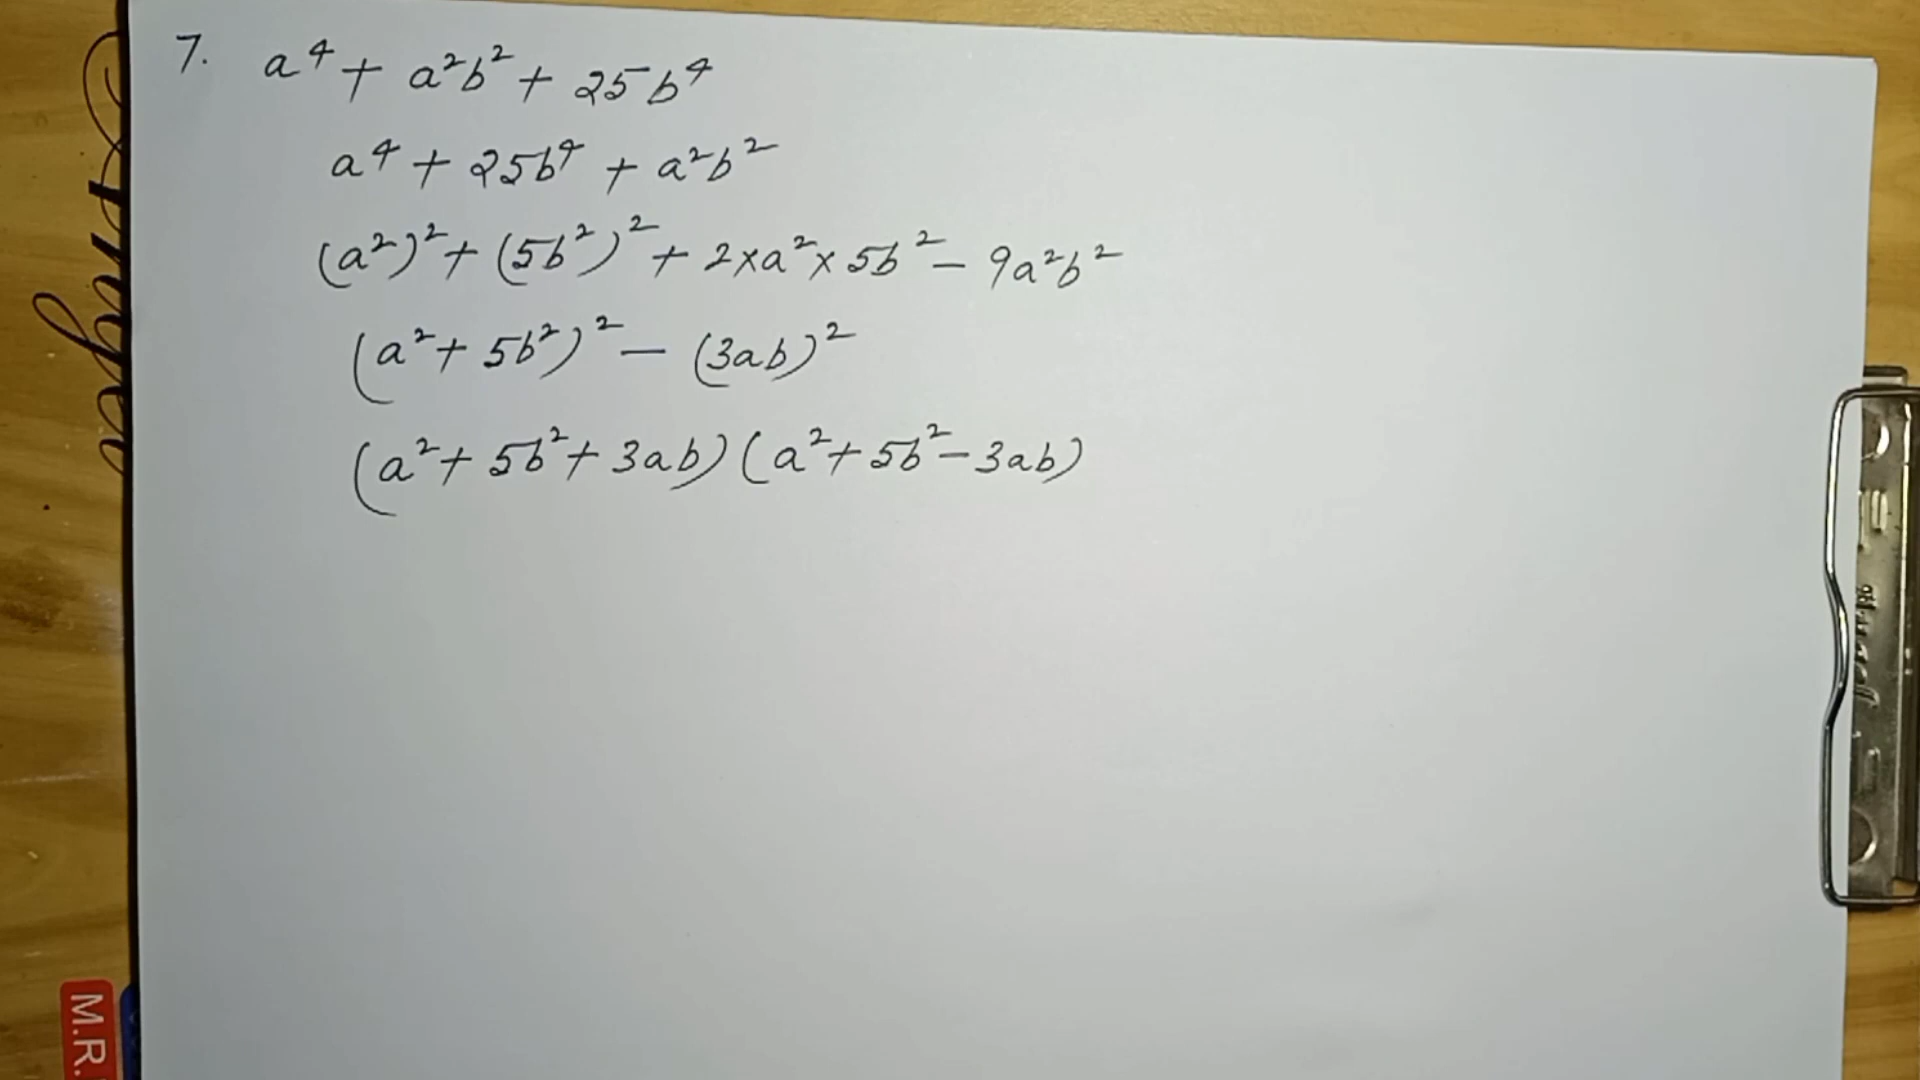 7. a⁴ + a²b² + 25b⁴
a⁴ + 25b⁴ + a²b²
(a²)² + (5b²)² + 2×a²×5b² − 9a²b²
(a² + 5b²)² − (3ab)²
(a² + 5b² + 3ab)(a² + 5b² − 3ab)
M.R.